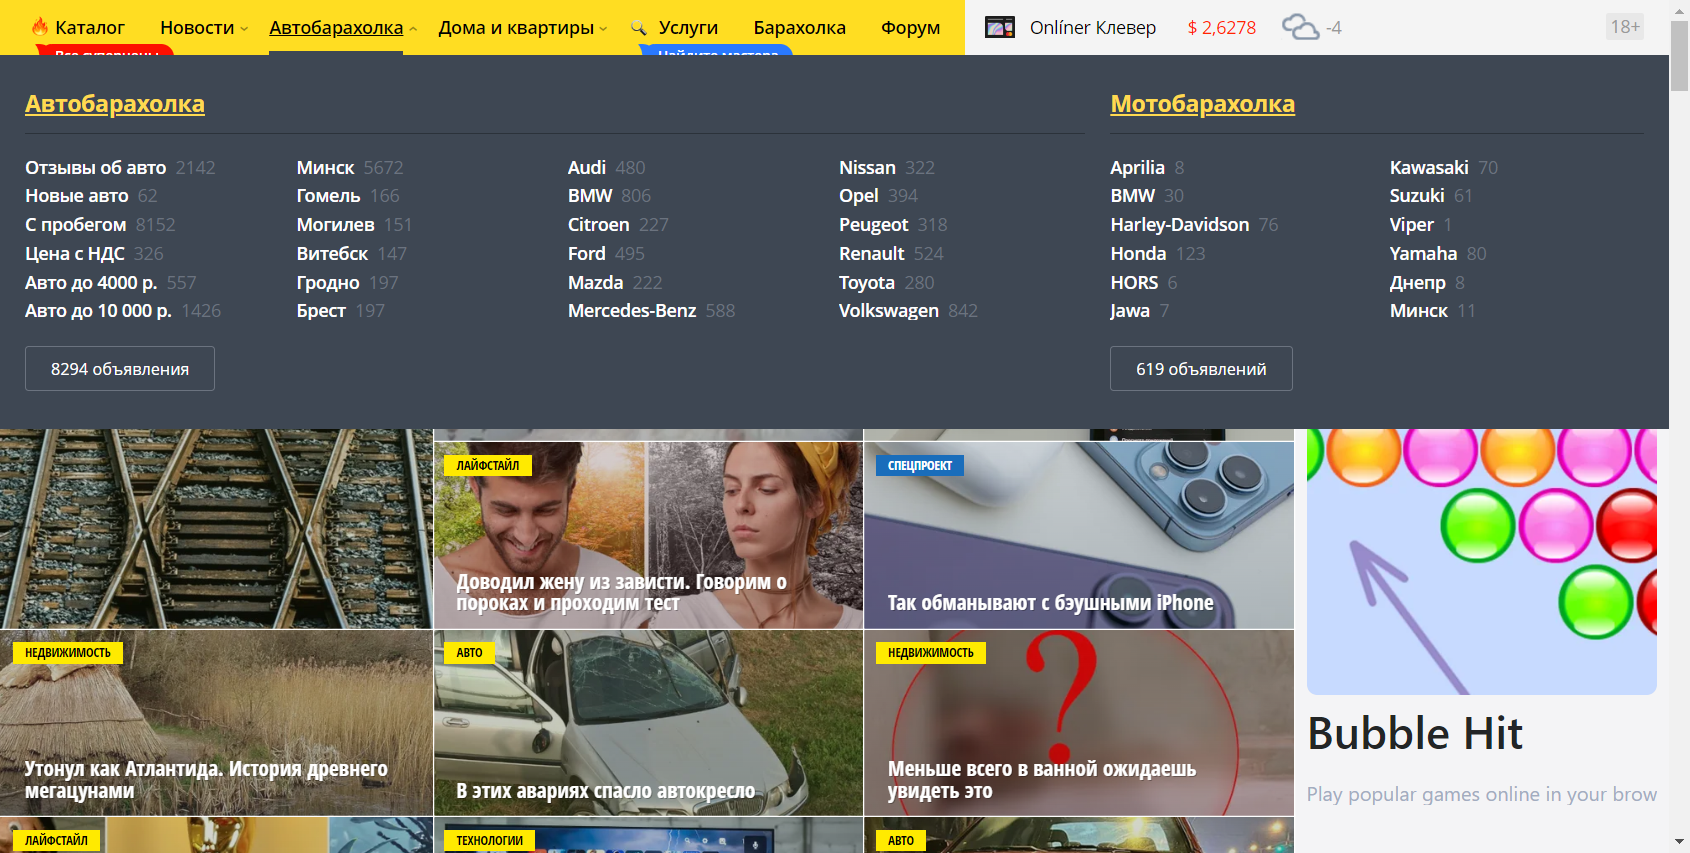 Каталог Новости Автобарахолка Дома и квартиры Услуги Барахолка Форум Onlíner Клевер $ 2,6278 -4 18+
Все суперцены Найдите мастера
Автобарахолка
Отзывы об авто 2142
Новые авто 62
С пробегом 8152
Цена с НДС 326
Авто до 4000 р. 557
Авто до 10 000 р. 1426
Минск 5672
Гомель 166
Могилев 151
Витебск 147
Гродно 197
Брест 197
Audi 480
BMW 806
Citroen 227
Ford 495
Mazda 222
Mercedes-Benz 588
Nissan 322
Opel 394
Peugeot 318
Renault 524
Toyota 280
Volkswagen 842
8294 объявления
Мотобарахолка
Aprilia 8
BMW 30
Harley-Davidson 76
Honda 123
HORS 6
Jawa 7
Kawasaki 70
Suzuki 61
Viper 1
Yamaha 80
Днепр 8
Минск 11
619 объявлений
ЛАЙФСТАЙЛ
Доводил жену из зависти. Говорим о
пороках и проходим тест
СПЕЦПРОЕКТ
Так обманывают с бэушными iPhone
НЕДВИЖИМОСТЬ
Утонул как Атлантида. История древнего
мегацунами
АВТО
В этих авариях спасло автокресло
НЕДВИЖИМОСТЬ
?
Меньше всего в ванной ожидаешь
увидеть это
Bubble Hit
Play popular games online in your brow
ЛАЙФСТАЙЛ
ТЕХНОЛОГИИ
АВТО